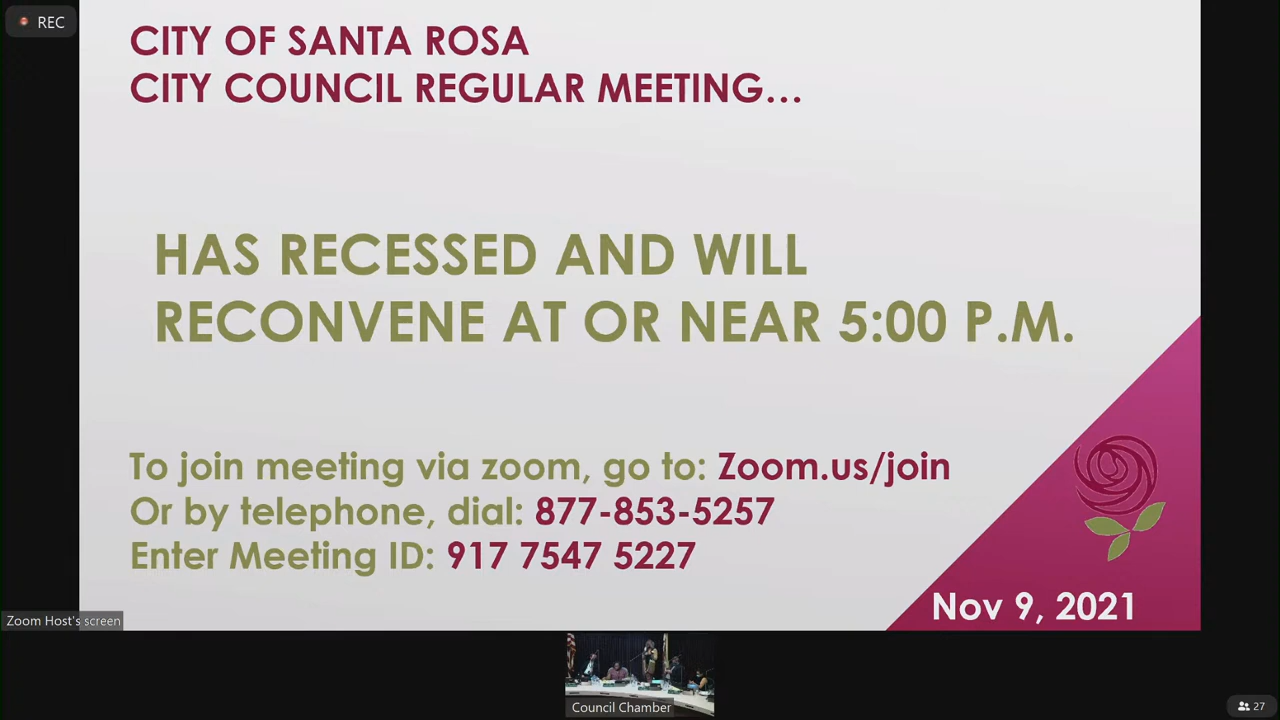 REC
CITY OF SANTA ROSA
CITY COUNCIL REGULAR MEETING...
HAS RECESSED AND WILL
RECONVENE AT OR NEAR 5:00 P.M.
To join meeting via zoom, go to: Zoom.us/join
Or by telephone, dial: 877-853-5257
Enter Meeting ID: 917 7547 5227
Nov 9, 2021
Zoom Host's screen
Council Chamber
27